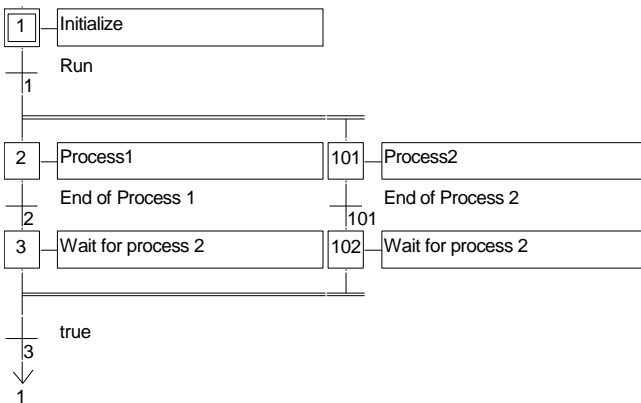 1 Initialize
Run
1
2 Process1 101 Process2
End of Process 1 End of Process 2
2 101
3 Wait for process 2 102 Wait for process 2
true
3
1